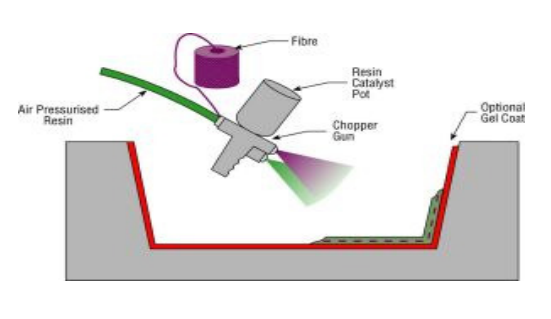 Fibre
Resin
Catalyst
Pot
Air Pressurised
Resin
Optional
Gel Coat
Chopper
Gun